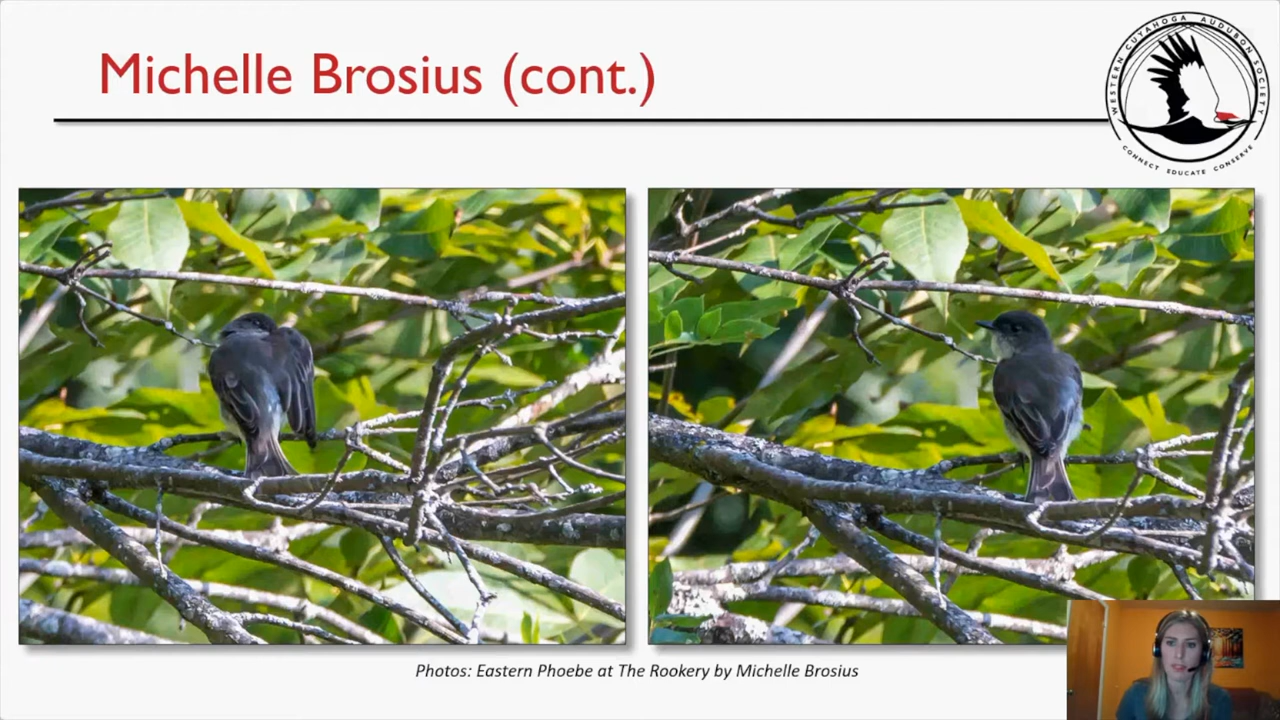 Michelle Brosius (cont.)
WESTERN CUYAHOGA AUDUBON SOCIETY
CONNECT EDUCATE CONSERVE
Photos: Eastern Phoebe at The Rookery by Michelle Brosius